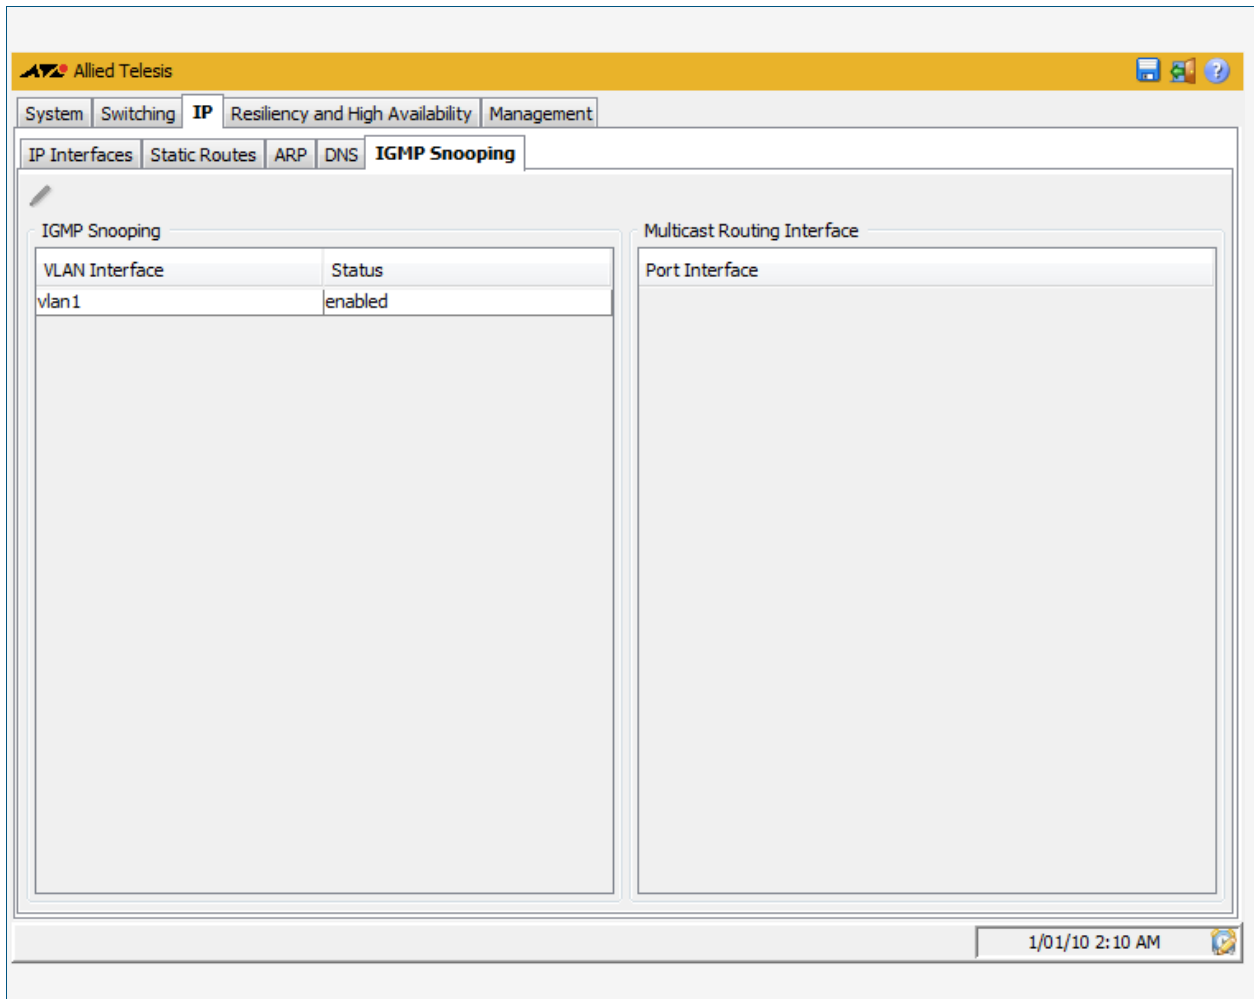 Allied Telesis
System Switching IP Resiliency and High Availability Management
IP Interfaces Static Routes ARP DNS IGMP Snooping
IGMP Snooping
VLAN Interface Status
vlan1 enabled
Multicast Routing Interface
Port Interface
1/01/10 2:10 AM